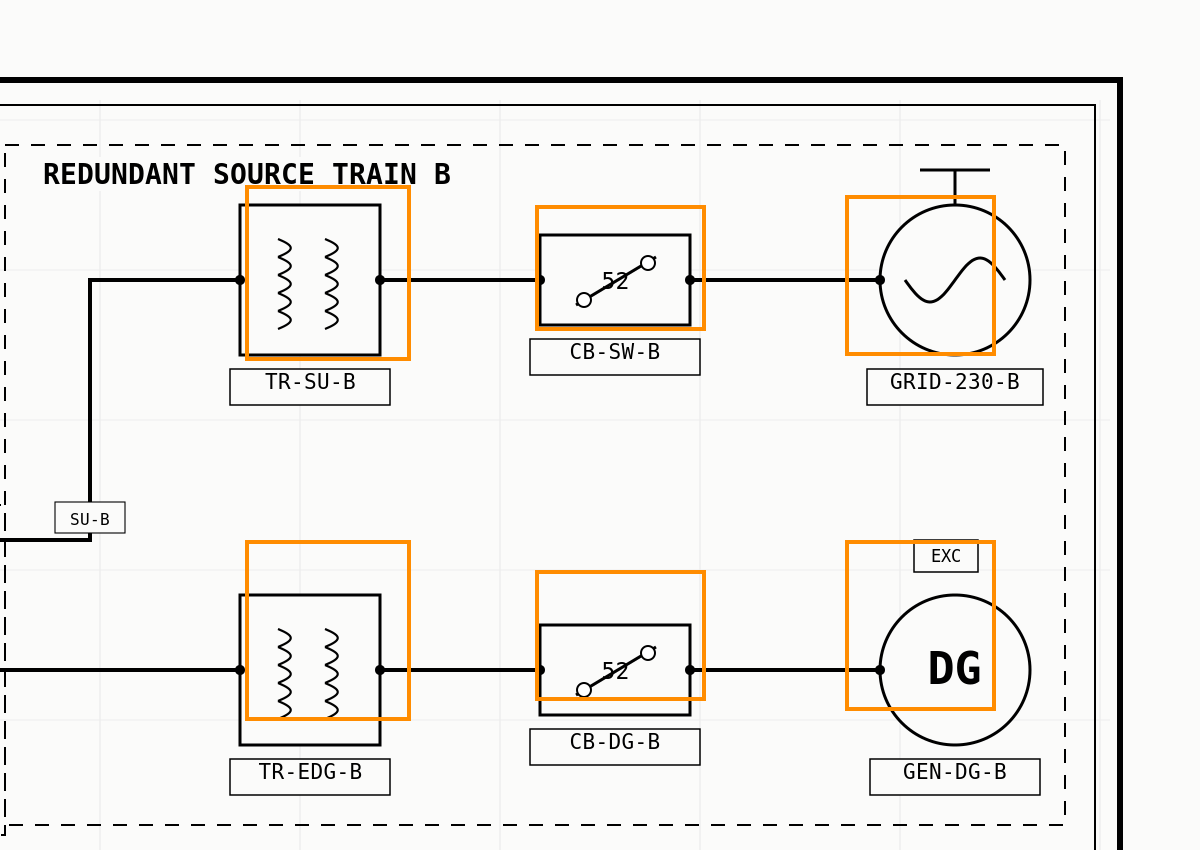 REDUNDANT SOURCE TRAIN B
52
TR-SU-B
CB-SW-B
GRID-230-B
SU-B
EXC
52
DG
TR-EDG-B
CB-DG-B
GEN-DG-B